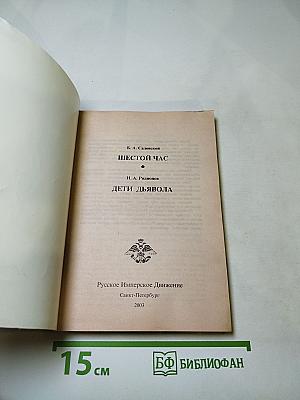 Б. А. Садовской
ШЕСТОЙ ЧАС
И. А. Родионов
ДЕТИ ДЬЯВОЛА
Русское Имперское Движение
Санкт-Петербург
2003
15 см
БФ БИБЛИОФАН